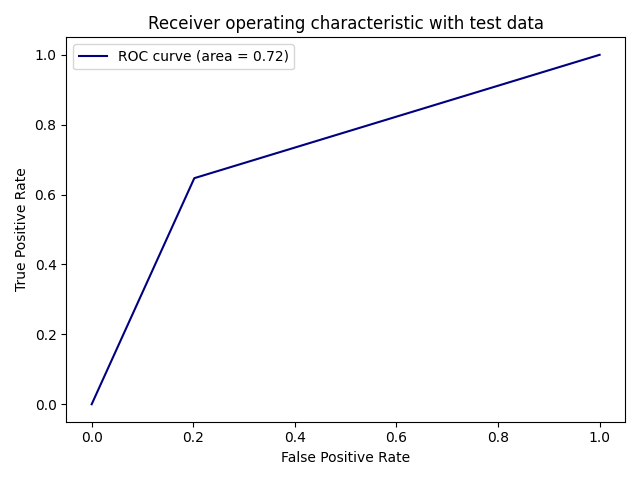 Receiver operating characteristic with test data
ROC curve (area = 0.72)
1.0
0.8
0.6
0.4
0.2
0.0
True Positive Rate
0.0 0.2 0.4 0.6 0.8 1.0
False Positive Rate